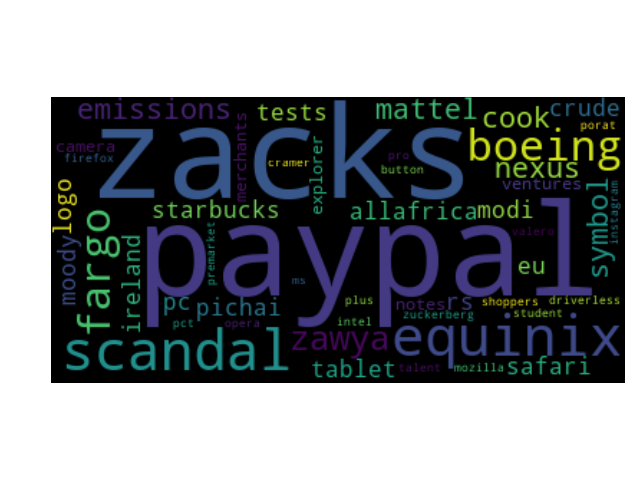 emissions
tests
mattel
cook
crude
porat
zacks
boeing
camera
firefox
merchants
cramer
explorer
pro
button
nexus
ventures
logo
starbucks
allafrica
modi
symbol
instagram
moody
fargo
ireland
premarket
paypal
valero
eu
ms
pc
pichai
plus
notes
rs
shoppers
driverless
pct
opera
intel
zuckerberg
student
scandal
zawya
equinix
tablet
talent
mozilla
safari